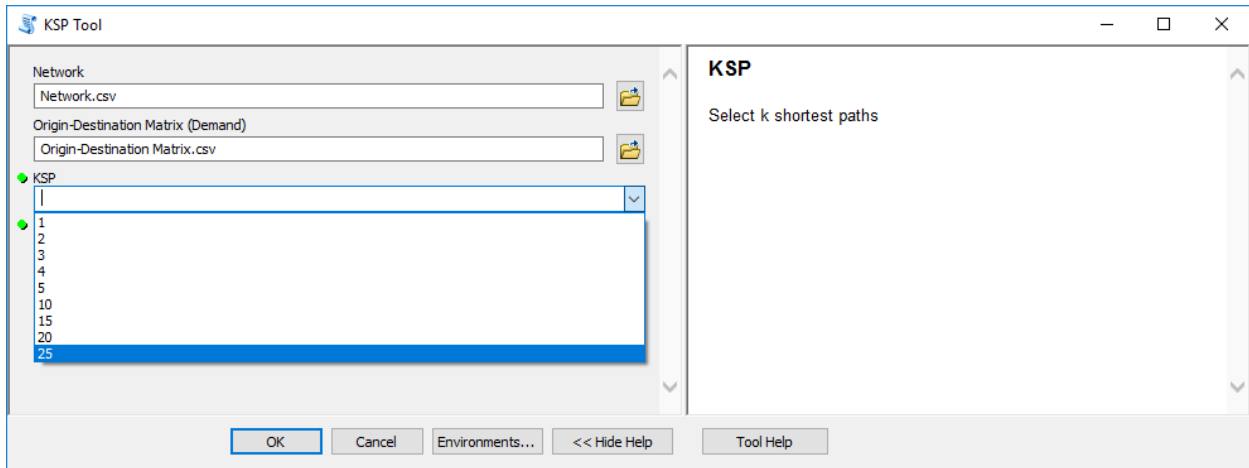 KSP Tool
Network
Network.csv
Origin-Destination Matrix (Demand)
Origin-Destination Matrix.csv
KSP
1
2
3
4
5
10
15
20
25
KSP
Select k shortest paths
OK
Cancel
Environments...
<< Hide Help
Tool Help